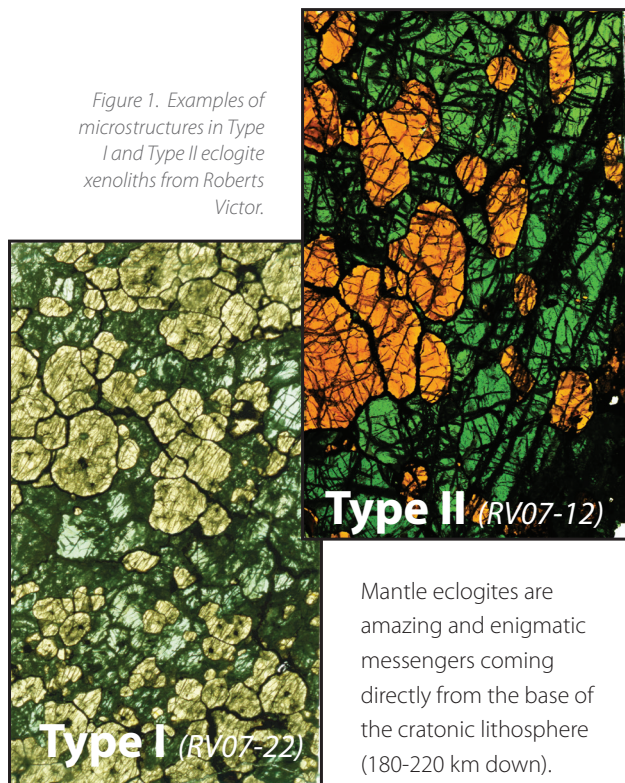 Figure 1. Examples of
microstructures in Type
I and Type II eclogite
xenoliths from Roberts
Victor.
Type II (RV07-12)
Type I (RV07-22)
Mantle eclogites are
amazing and enigmatic
messengers coming
directly from the base of
the cratonic lithosphere
(180-220 km down).